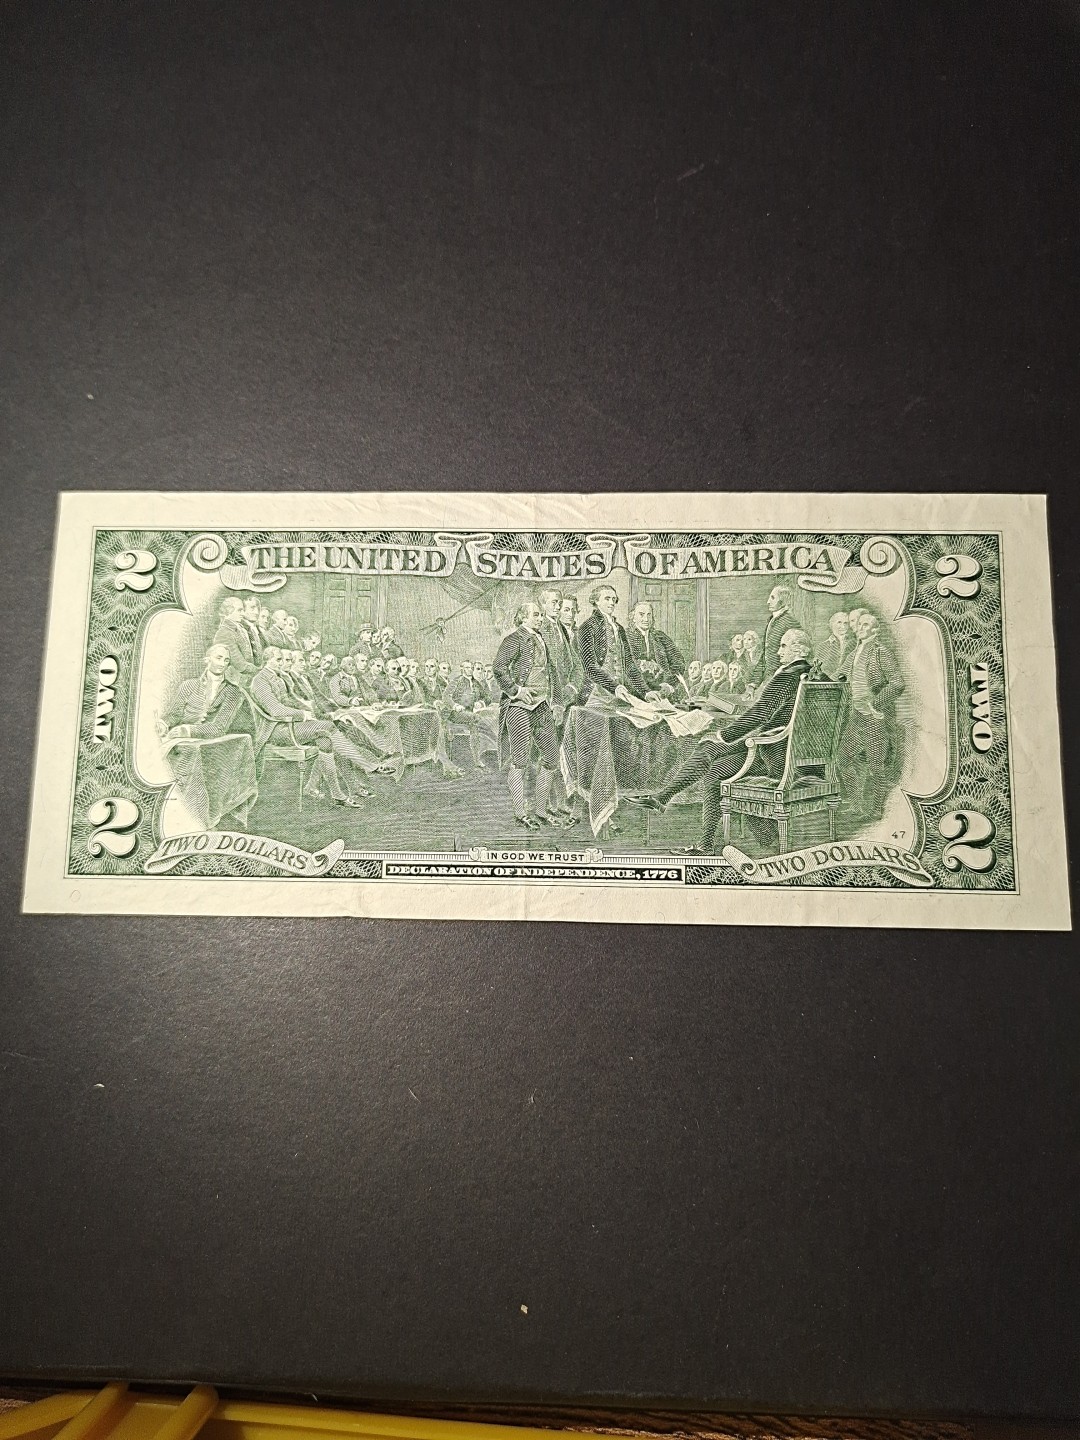 2 THE UNITED STATES OF AMERICA 2
TWO TWO
2 TWO DOLLARS IN GOD WE TRUST TWO DOLLARS 2
47
DECLARATION OF INDEPENDENCE, 1776